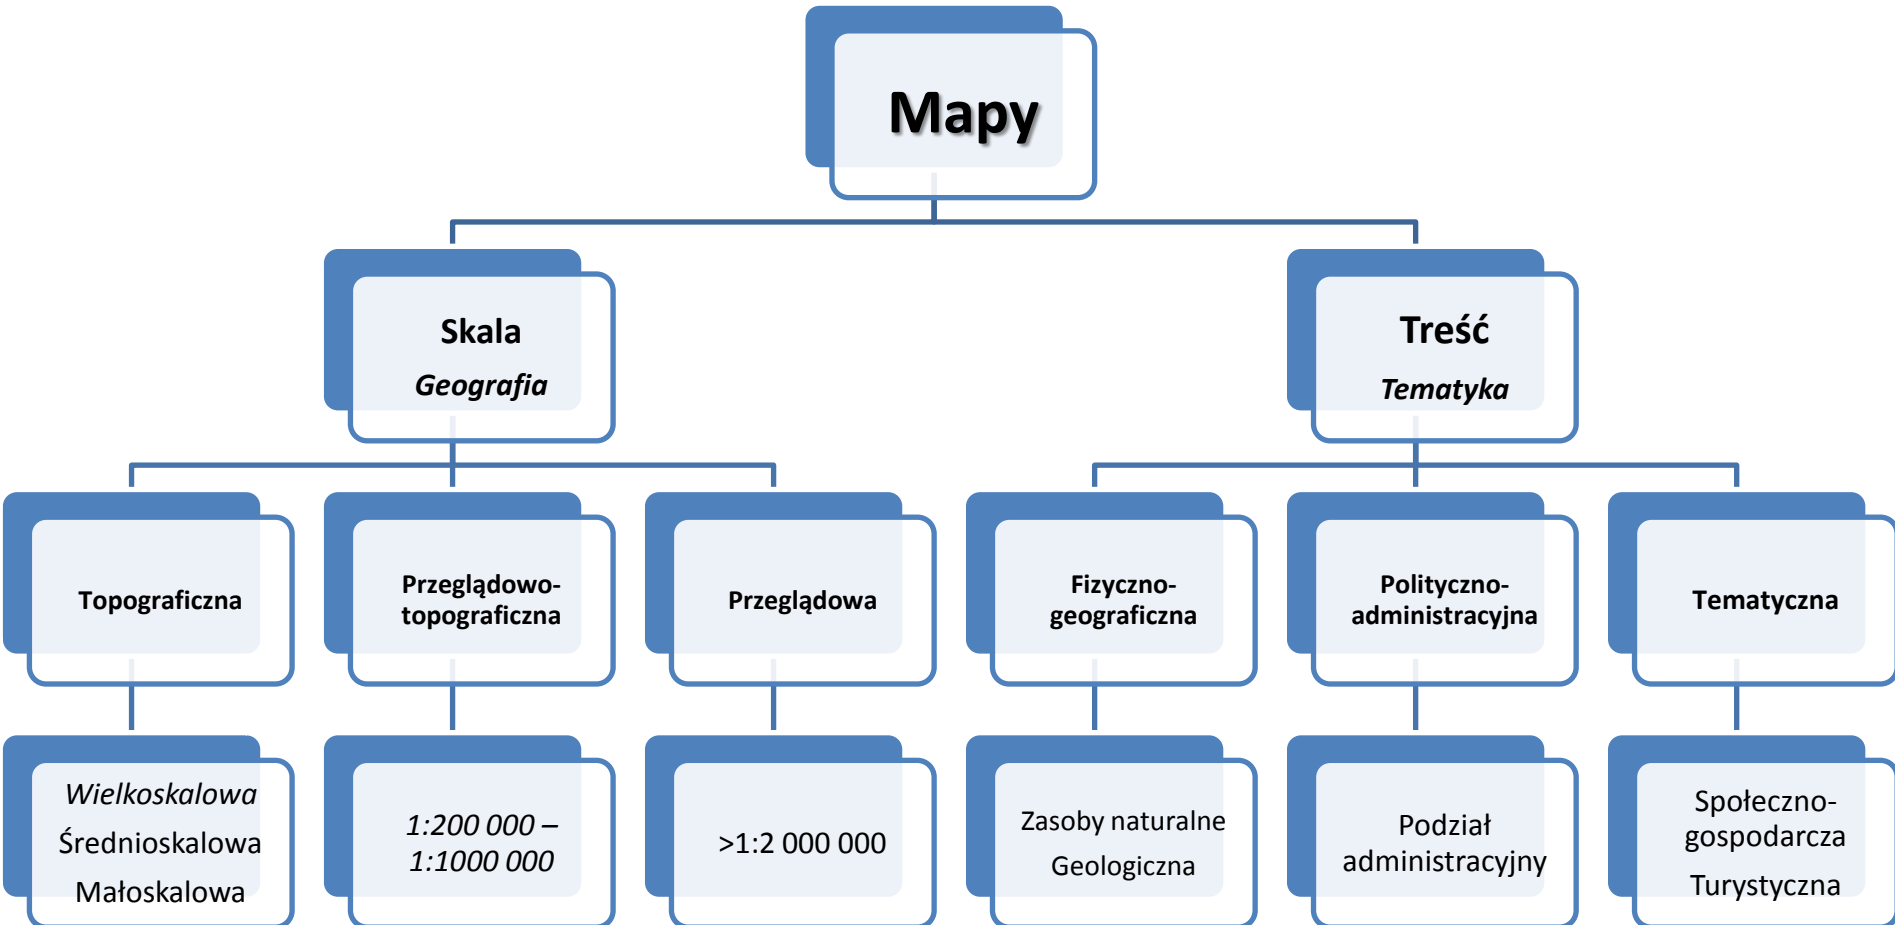 Mapy
Skala
Geografia
Treść
Tematyka
Topograficzna
Przeglądowo-
topograficzna
Przeglądowa
Fizyczno-
geograficzna
Polityczno-
administracyjna
Tematyczna
Wielkoskalowa
Średnioskalowa
Małoskalowa
1:200 000 –
1:1000 000
>1:2 000 000
Zasoby naturalne
Geologiczna
Podział
administracyjny
Społeczno-
gospodarcza
Turystyczna